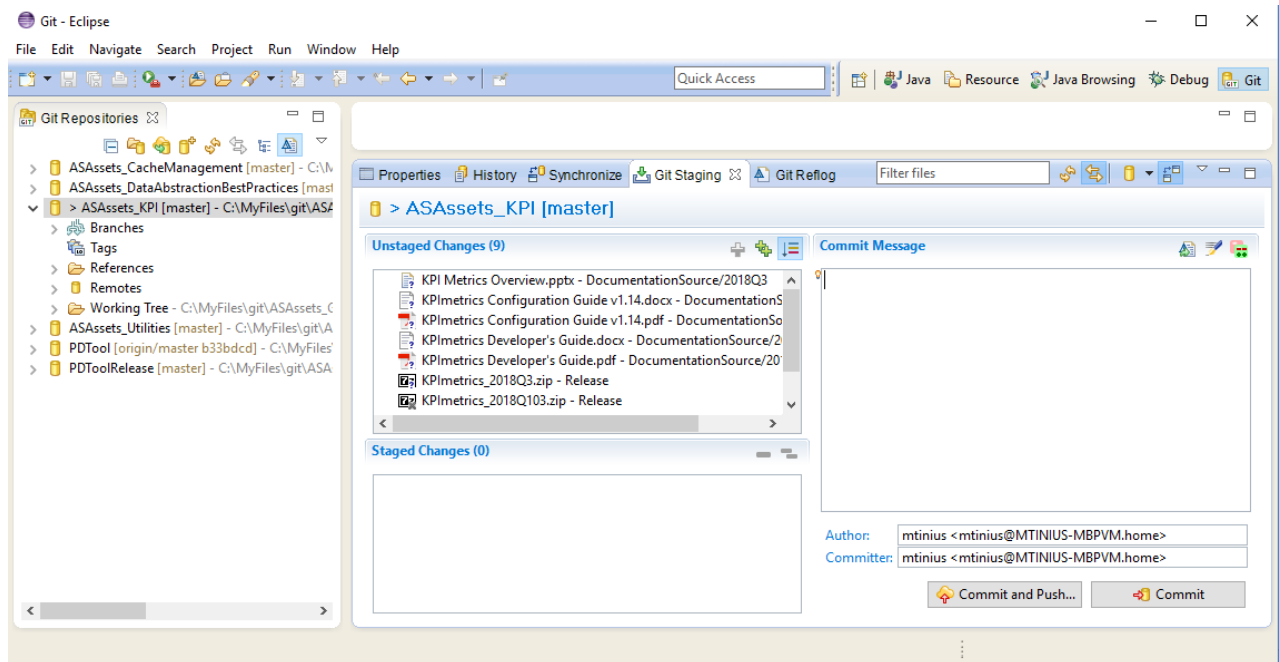 Git - Eclipse
File Edit Navigate Search Project Run Window Help
Quick Access
Java Resource Java Browsing Debug Git
Git Repositories
ASAssets_CacheManagement [master] - C:\M
ASAssets_DataAbstractionBestPractices [mast
> ASAssets_KPI [master] - C:\MyFiles\git\ASA
Branches
Tags
References
Remotes
Working Tree - C:\MyFiles\git\ASAssets_
ASAssets_Utilities [master] - C:\MyFiles\git\A
PDTool [origin/master b33bdcd] - C:\MyFiles
PDToolRelease [master] - C:\MyFiles\git\ASA
Properties History Synchronize Git Staging Git Reflog
Filter files
> ASAssets_KPI [master]
Unstaged Changes (9)
KPI Metrics Overview.pptx - DocumentationSource/2018Q3
KPImetrics Configuration Guide v1.14.docx - DocumentationS
KPImetrics Configuration Guide v1.14.pdf - DocumentationSo
KPImetrics Developer's Guide.docx - DocumentationSource/2
KPImetrics Developer's Guide.pdf - DocumentationSource/20
KPImetrics_2018Q3.zip - Release
KPImetrics_2018Q103.zip - Release
Staged Changes (0)
Commit Message
Author: mtinius <mtinius@MTINIUS-MBPVM.home>
Committer: mtinius <mtinius@MTINIUS-MBPVM.home>
Commit and Push... Commit